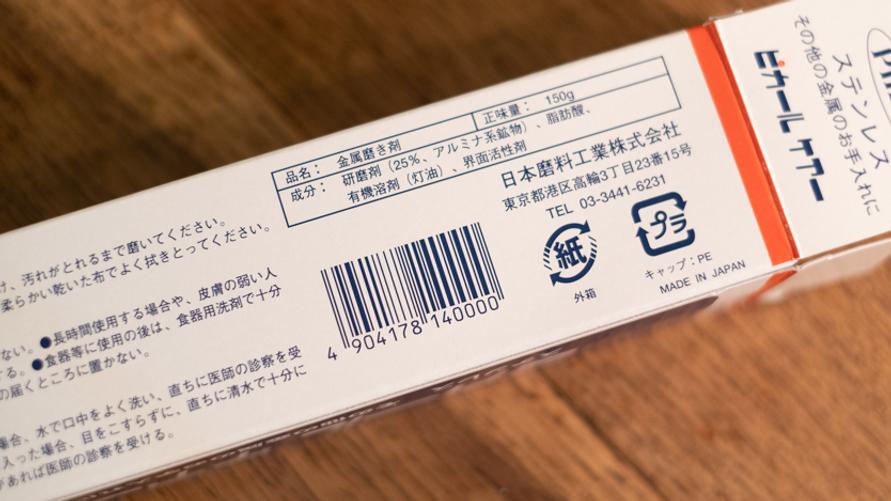 け、汚れがとれるまで磨いてください。
柔らかい乾いた布でよく拭きとってください。
ない。●長時間使用する場合や、皮膚の弱い人
する。●食器等に使用の後は、食器用洗剤で十分
の届くところに置かない。
場合、水で口中をよく洗い、直ちに医師の診察を受
入った場合、目をこすらずに、直ちに清水で十分に
があれば医師の診察を受ける。
品名： 金属磨き剤 正味量： 150g
成分： 研磨剤（25%、アルミナ系鉱物）、脂肪酸、
有機溶剤（灯油）、界面活性剤
日本磨料工業株式会社
東京都港区高輪3丁目23番15号
TEL 03-3441-6231
4 904178 140000
紙
外箱
プラ
キャップ：PE
MADE IN JAPAN
ピカール ケアー
ステンレス
その他の金属のお手入れに